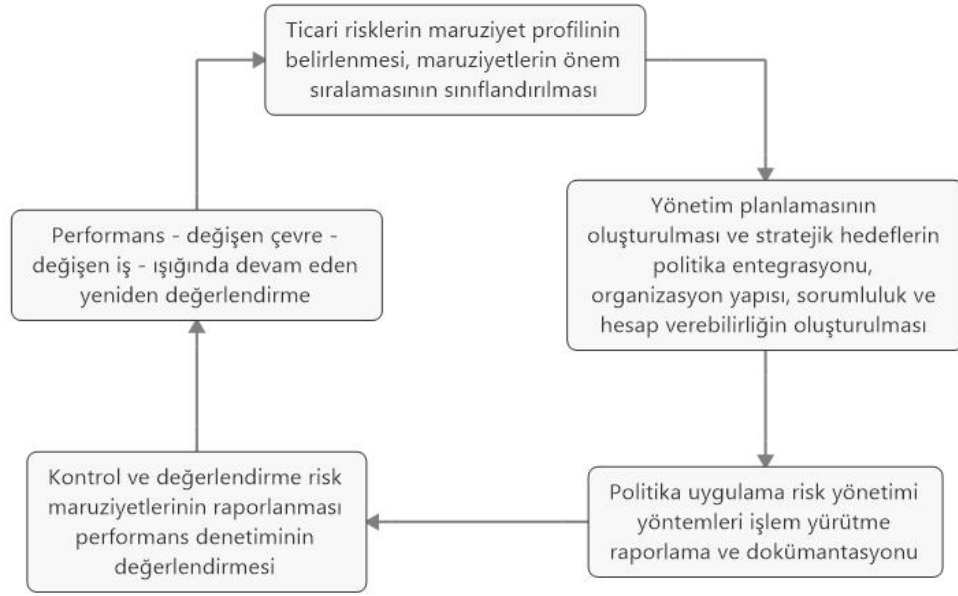 Ticari risklerin maruziyet profilinin
belirlenmesi, maruziyetlerin önem
sıralamasının sınıflandırılması
Yönetim planlamasının
oluşturulması ve stratejik hedeflerin
politika entegrasyonu,
organizasyon yapısı, sorumluluk ve
hesap verebilirliğin oluşturulması
Politika uygulama risk yönetimi
yöntemleri işlem yürütme
raporlama ve dokümantasyonu
Kontrol ve değerlendirme risk
maruziyetlerinin raporlanması
performans denetiminin
değerlendirmesi
Performans - değişen çevre -
değişen iş - ışığında devam eden
yeniden değerlendirme